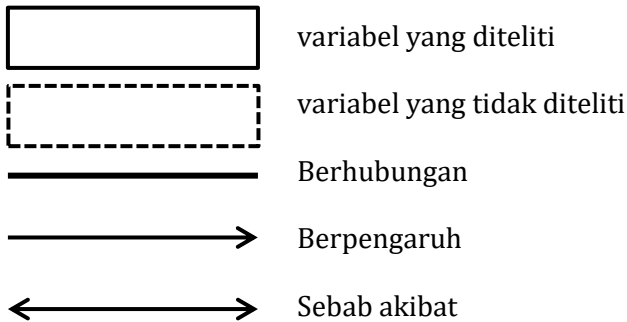 variabel yang diteliti
variabel yang tidak diteliti
Berhubungan
Berpengaruh
Sebab akibat